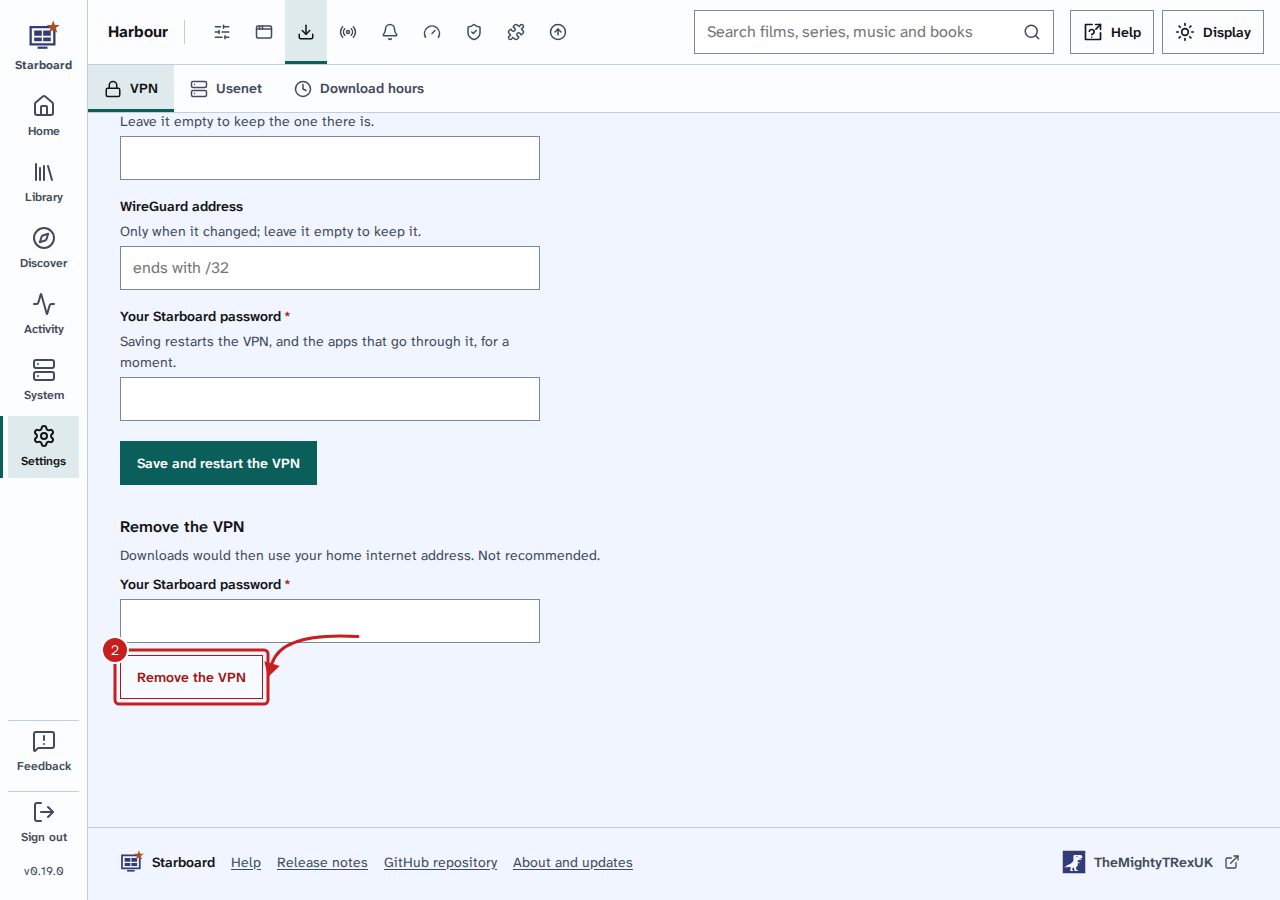 Starboard
Home
Library
Discover
Activity
System
Settings
Feedback
Sign out
v0.19.0
Harbour
Search films, series, music and books
Help
Display
VPN
Usenet
Download hours
Leave it empty to keep the one there is.
WireGuard address
Only when it changed; leave it empty to keep it.
ends with /32
Your Starboard password *
Saving restarts the VPN, and the apps that go through it, for a
moment.
Save and restart the VPN
Remove the VPN
Downloads would then use your home internet address. Not recommended.
Your Starboard password *
2
Remove the VPN
Starboard
Help
Release notes
GitHub repository
About and updates
TheMightyTRexUK